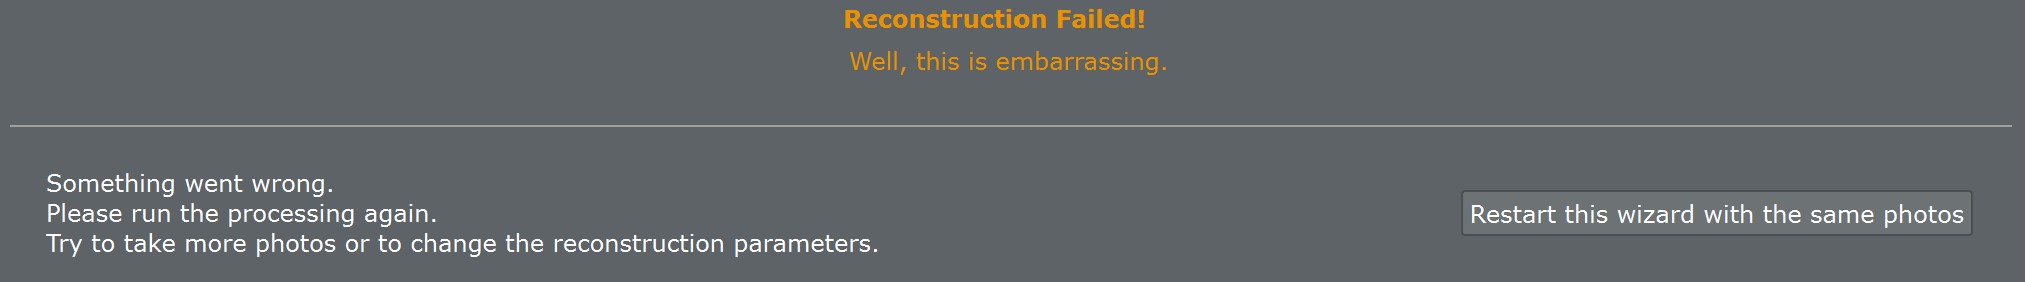 Reconstruction Failed!
Well, this is embarrassing.
Something went wrong.
Please run the processing again.
Try to take more photos or to change the reconstruction parameters.
Restart this wizard with the same photos